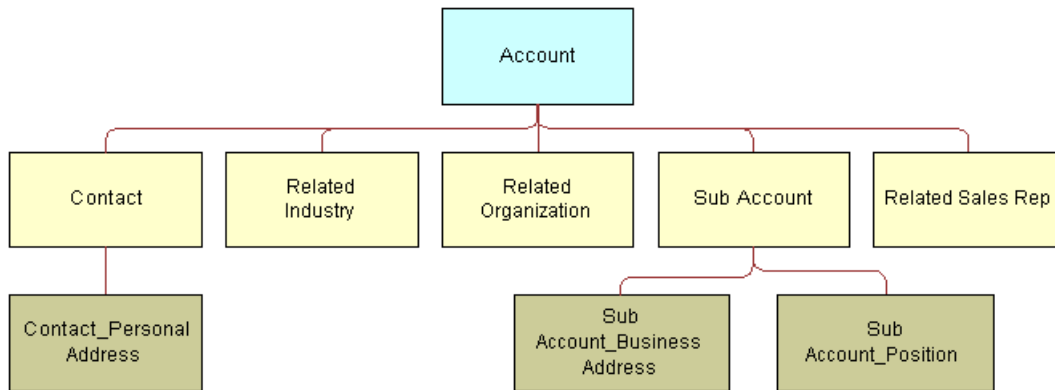 Account
Contact
Related
Industry
Related
Organization
Sub Account
Related Sales Rep
Contact_Personal
Address
Sub
Account_Business
Address
Sub
Account_Position